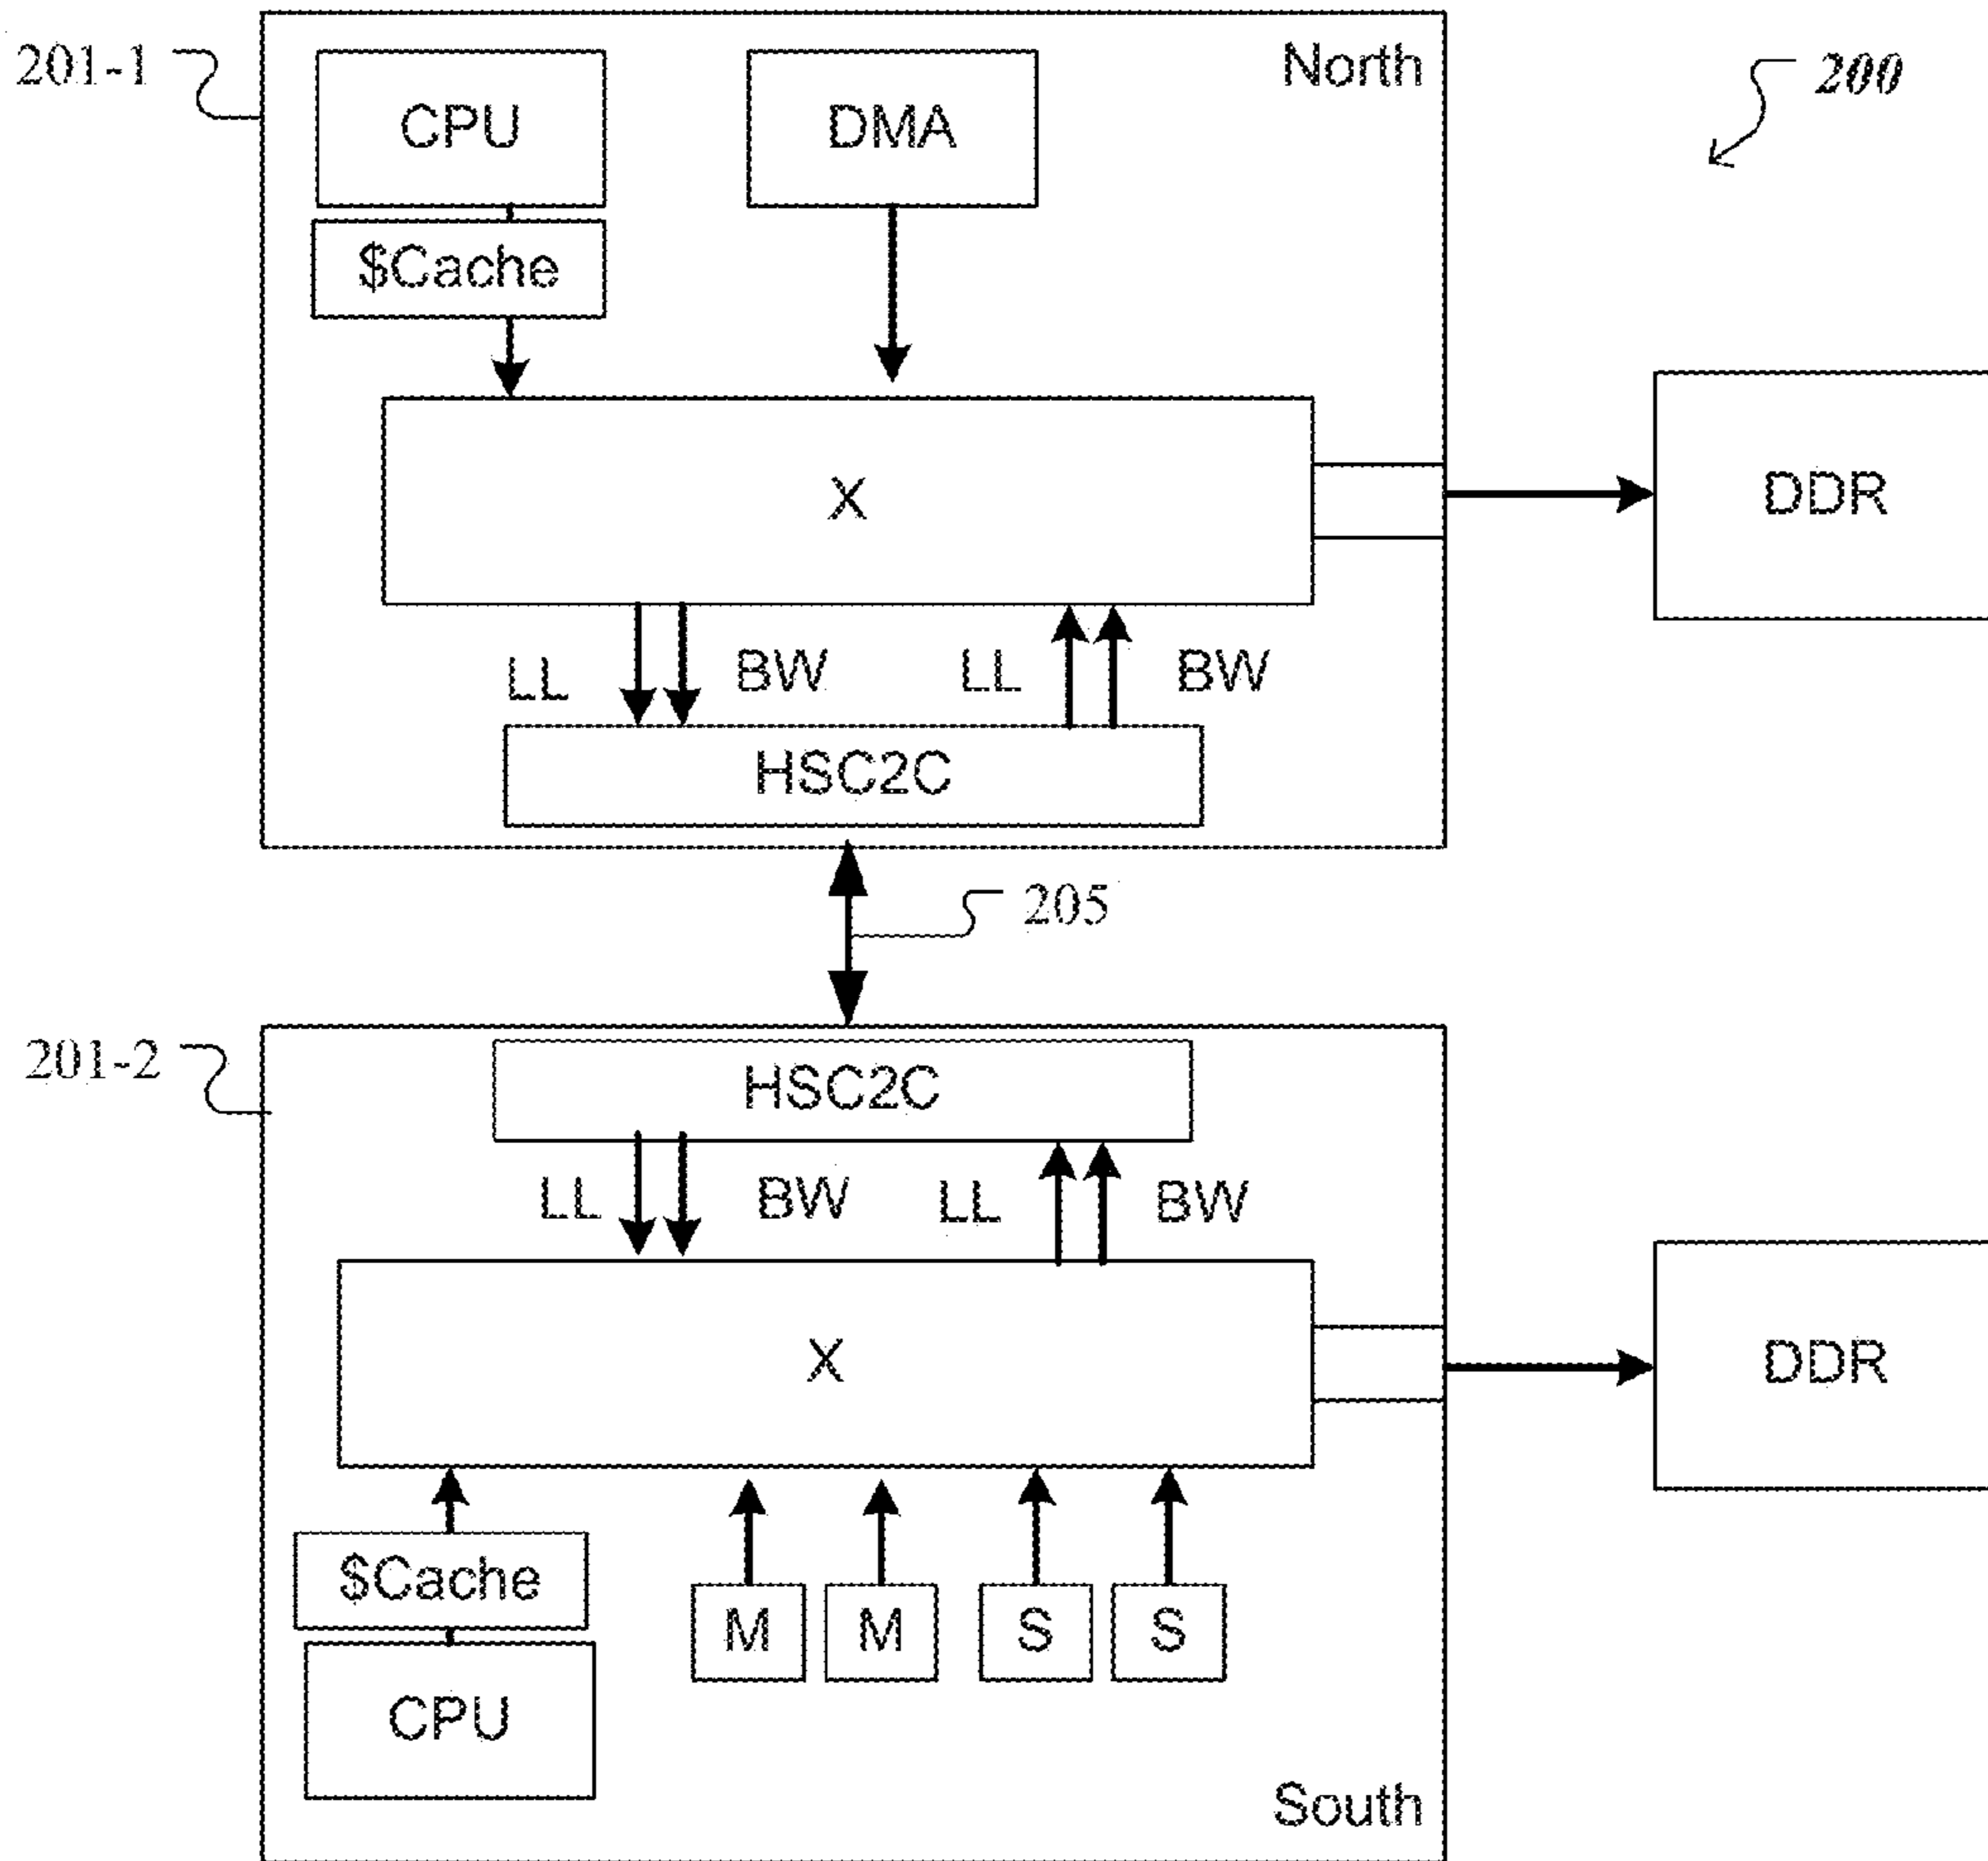 201-1
North
200
CPU
DMA
$Cache
X
DDR
LL BW LL BW
HSC2C
205
201-2
HSC2C
LL BW LL BW
X
DDR
$Cache
M M S S
CPU
South